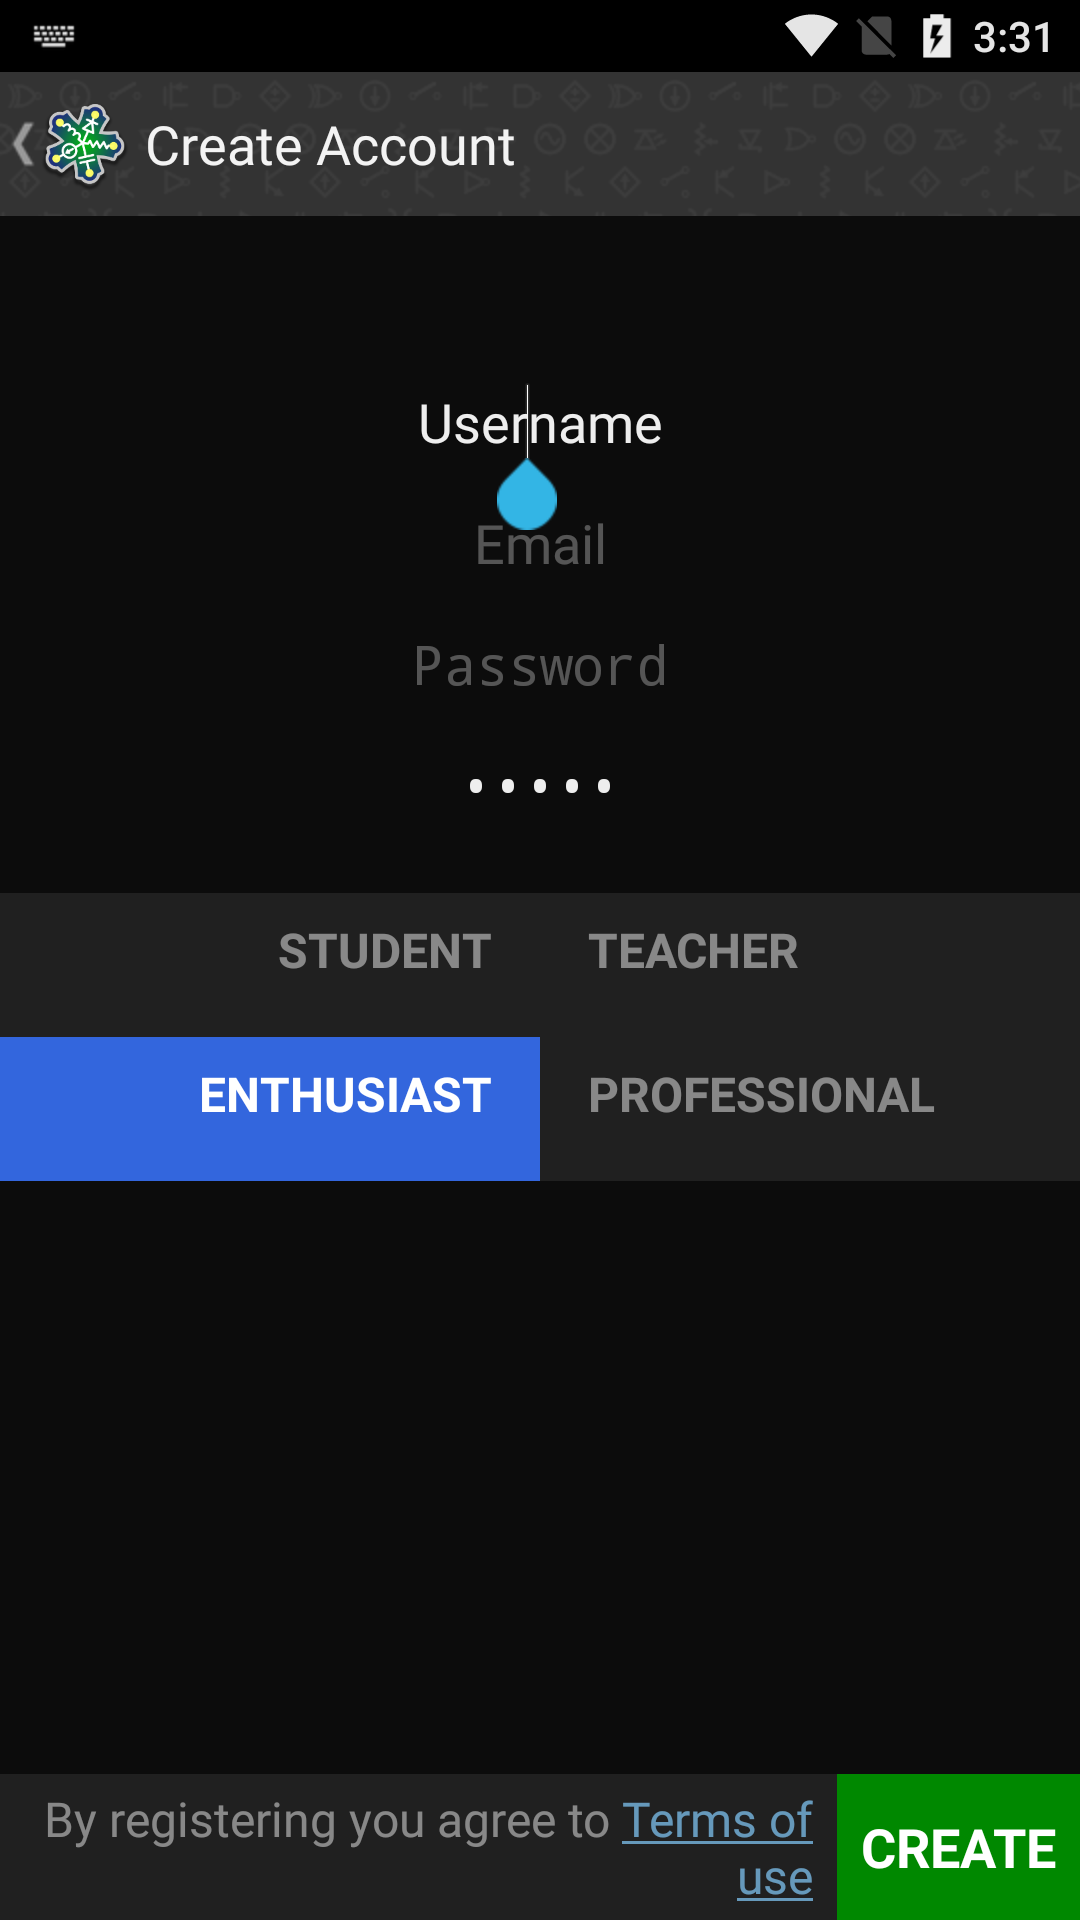 3:31
Create Account
Username
Email
Password
•••••
STUDENT TEACHER
ENTHUSIAST PROFESSIONAL
By registering you agree to Terms of
use
CREATE